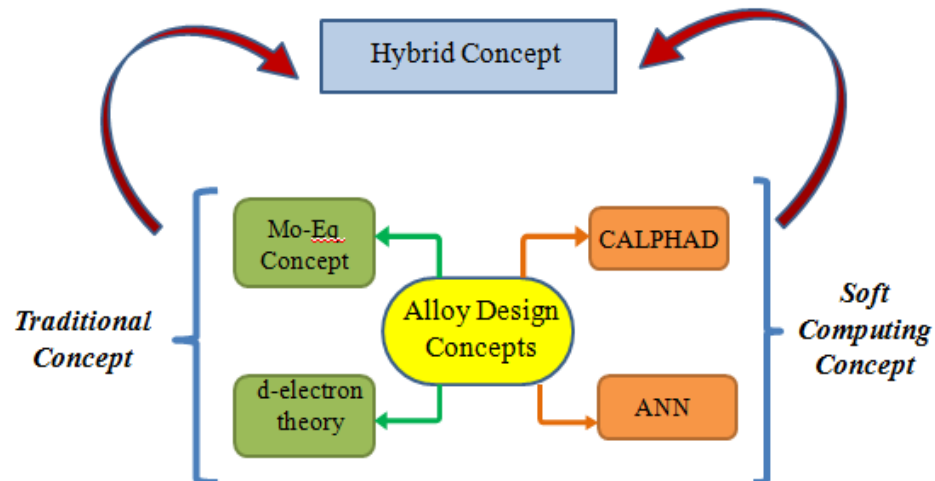 Hybrid Concept
Mo-Eq
Concept
CALPHAD
Alloy Design
Concepts
Traditional
Concept
Soft
Computing
Concept
d-electron
theory
ANN